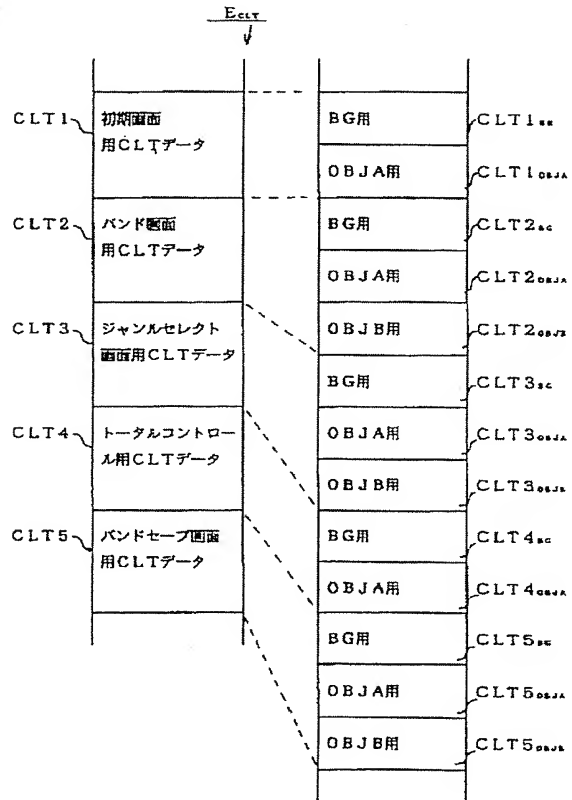 ECLT
CLT1
初期画面
用CLTデータ
CLT2
バンド画面
用CLTデータ
CLT3
ジャンルセレクト
画面用CLTデータ
CLT4
トータルコントロー
ル用CLTデータ
CLT5
バンドセーブ画面
用CLTデータ
BG用 CLT1BG
OBJA用 CLT1OBJA
BG用 CLT2BG
OBJA用 CLT2OBJA
OBJB用 CLT2OBJB
BG用 CLT3BG
OBJA用 CLT3OBJA
OBJB用 CLT3OBJB
BG用 CLT4BG
OBJA用 CLT4OBJA
BG用 CLT5BG
OBJA用 CLT5OBJA
OBJB用 CLT5OBJB